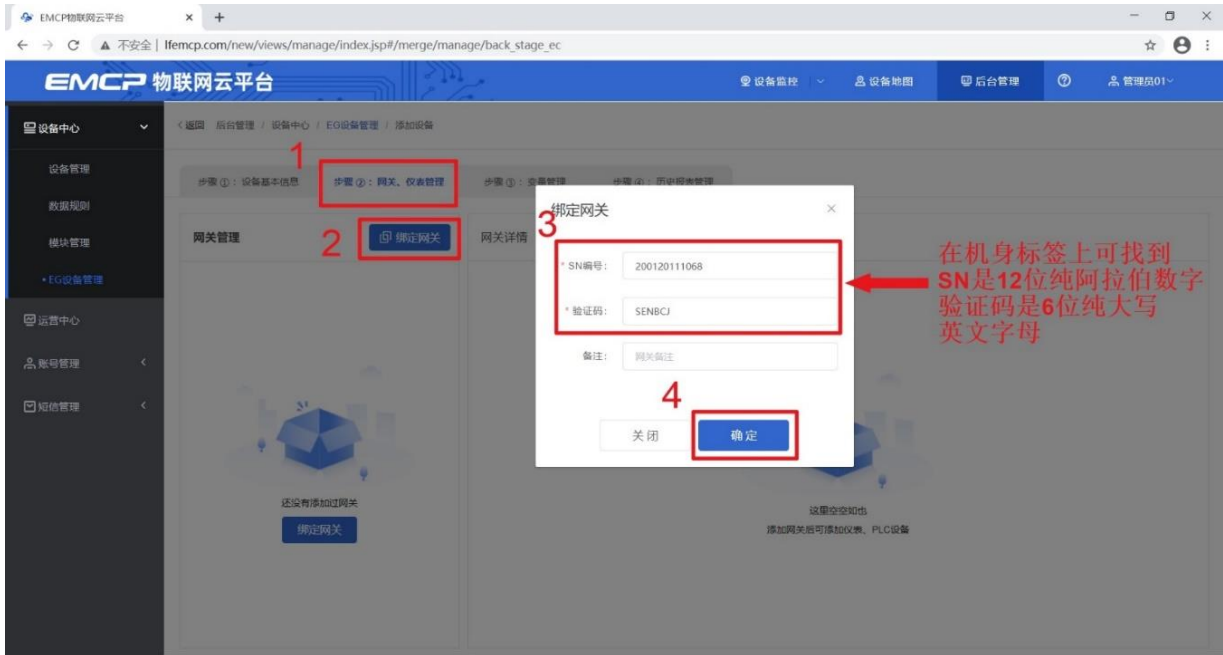 EMCP物联网云平台
不安全 | lfemcp.com/new/views/manage/index.jsp#/merge/manage/back_stage_ec
EMCP 物联网云平台
设备监控
设备地图
后台管理
管理员01
设备中心
设备管理
数据规则
模块管理
•EG设备管理
运营中心
账号管理
短信管理
<返回 后台管理 / 设备中心 / EG设备管理 / 添加设备
1
步骤①：设备基本信息
步骤②：网关、仪表管理
步骤③：变量管理
步骤④：历史报表管理
网关管理
2
绑定网关
网关详情
还没有添加过网关
绑定网关
3
绑定网关
* SN编号： 200120111068
* 验证码： SENBCJ
备注： 网关备注
4
关闭
确定
在机身标签上可找到
SN是12位纯阿拉伯数字
验证码是6位纯大写
英文字母
这里空空如也
添加网关后可添加仪表、PLC设备